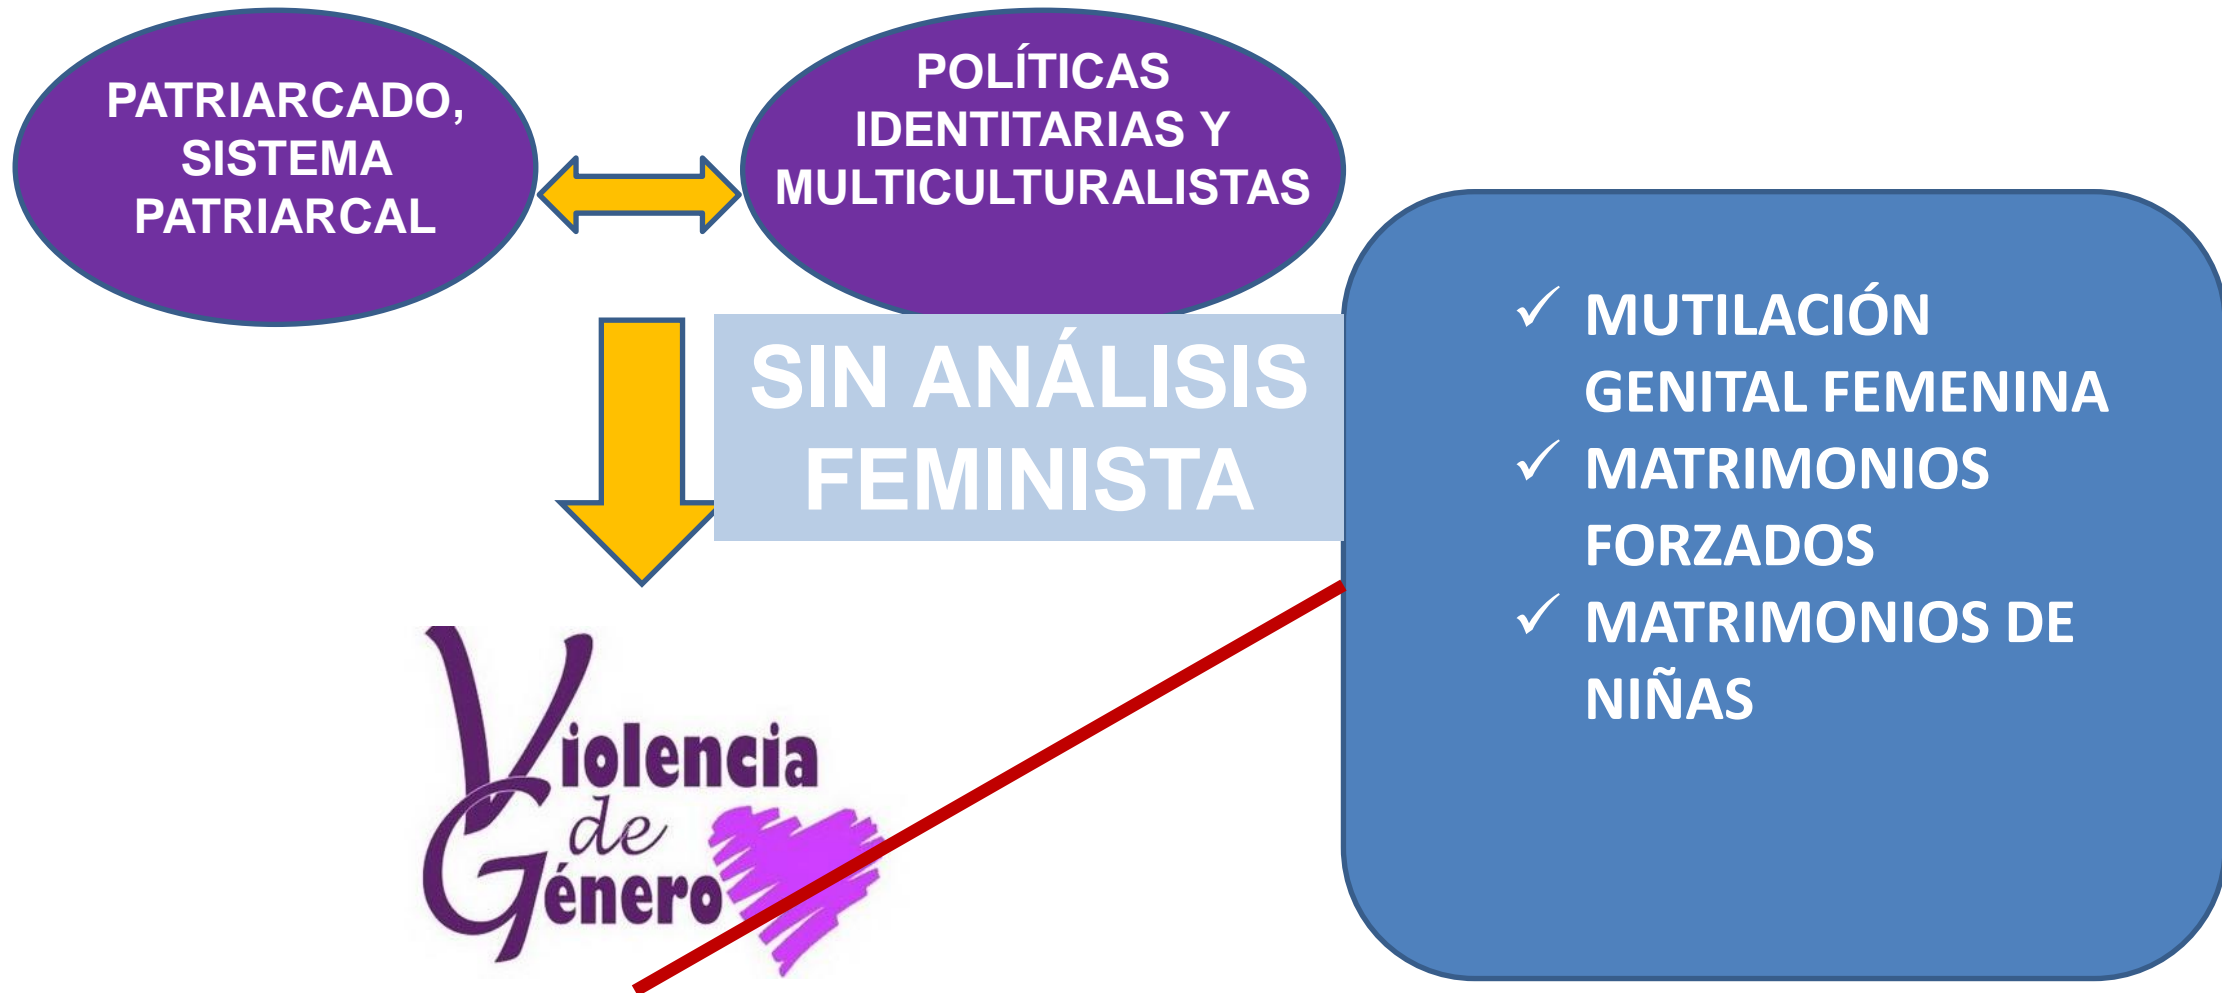 PATRIARCADO,
SISTEMA
PATRIARCAL
POLÍTICAS
IDENTITARIAS Y
MULTICULTURALISTAS
SIN ANÁLISIS
FEMINISTA
✓ MUTILACIÓN
GENITAL FEMENINA
✓ MATRIMONIOS
FORZADOS
✓ MATRIMONIOS DE
NIÑAS
Violencia
de
Género